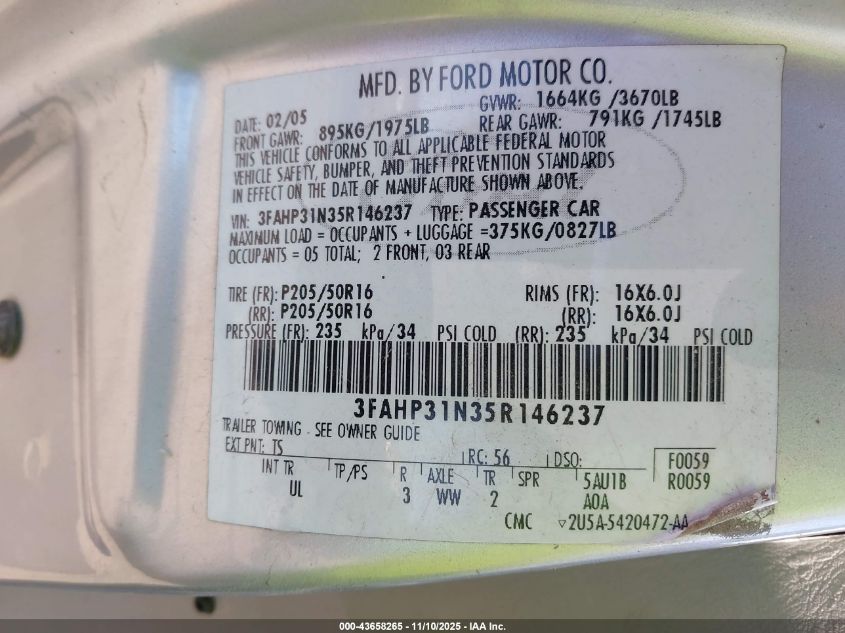 MFD. BY FORD MOTOR CO.
DATE: 02/05 GVWR: 1664KG /3670LB
FRONT GAWR: 895KG/1975LB REAR GAWR: 791KG /1745LB
THIS VEHICLE CONFORMS TO ALL APPLICABLE FEDERAL MOTOR
VEHICLE SAFETY, BUMPER, AND THEFT PREVENTION STANDARDS
IN EFFECT ON THE DATE OF MANUFACTURE SHOWN ABOVE.
VIN: 3FAHP31N35R146237 TYPE: PASSENGER CAR
MAXIMUM LOAD = OCCUPANTS + LUGGAGE =375KG/0827LB
OCCUPANTS = 05 TOTAL; 2 FRONT, 03 REAR
TIRE (FR): P205/50R16 RIMS (FR): 16X6.0J
(RR): P205/50R16 (RR): 16X6.0J
PRESSURE (FR): 235 kPa/34 PSI COLD (RR): 235 kPa/34 PSI COLD
3FAHP31N35R146237
TRAILER TOWING - SEE OWNER GUIDE
EXT PNT: TS RC: 56 DSO: F0059
INT TR TP/PS R AXLE TR SPR 5AU1B R0059
UL 3 WW 2 A0A
CMC ▽2U5A-5420472-AA
000-43658265 - 11/10/2025 - IAA Inc.